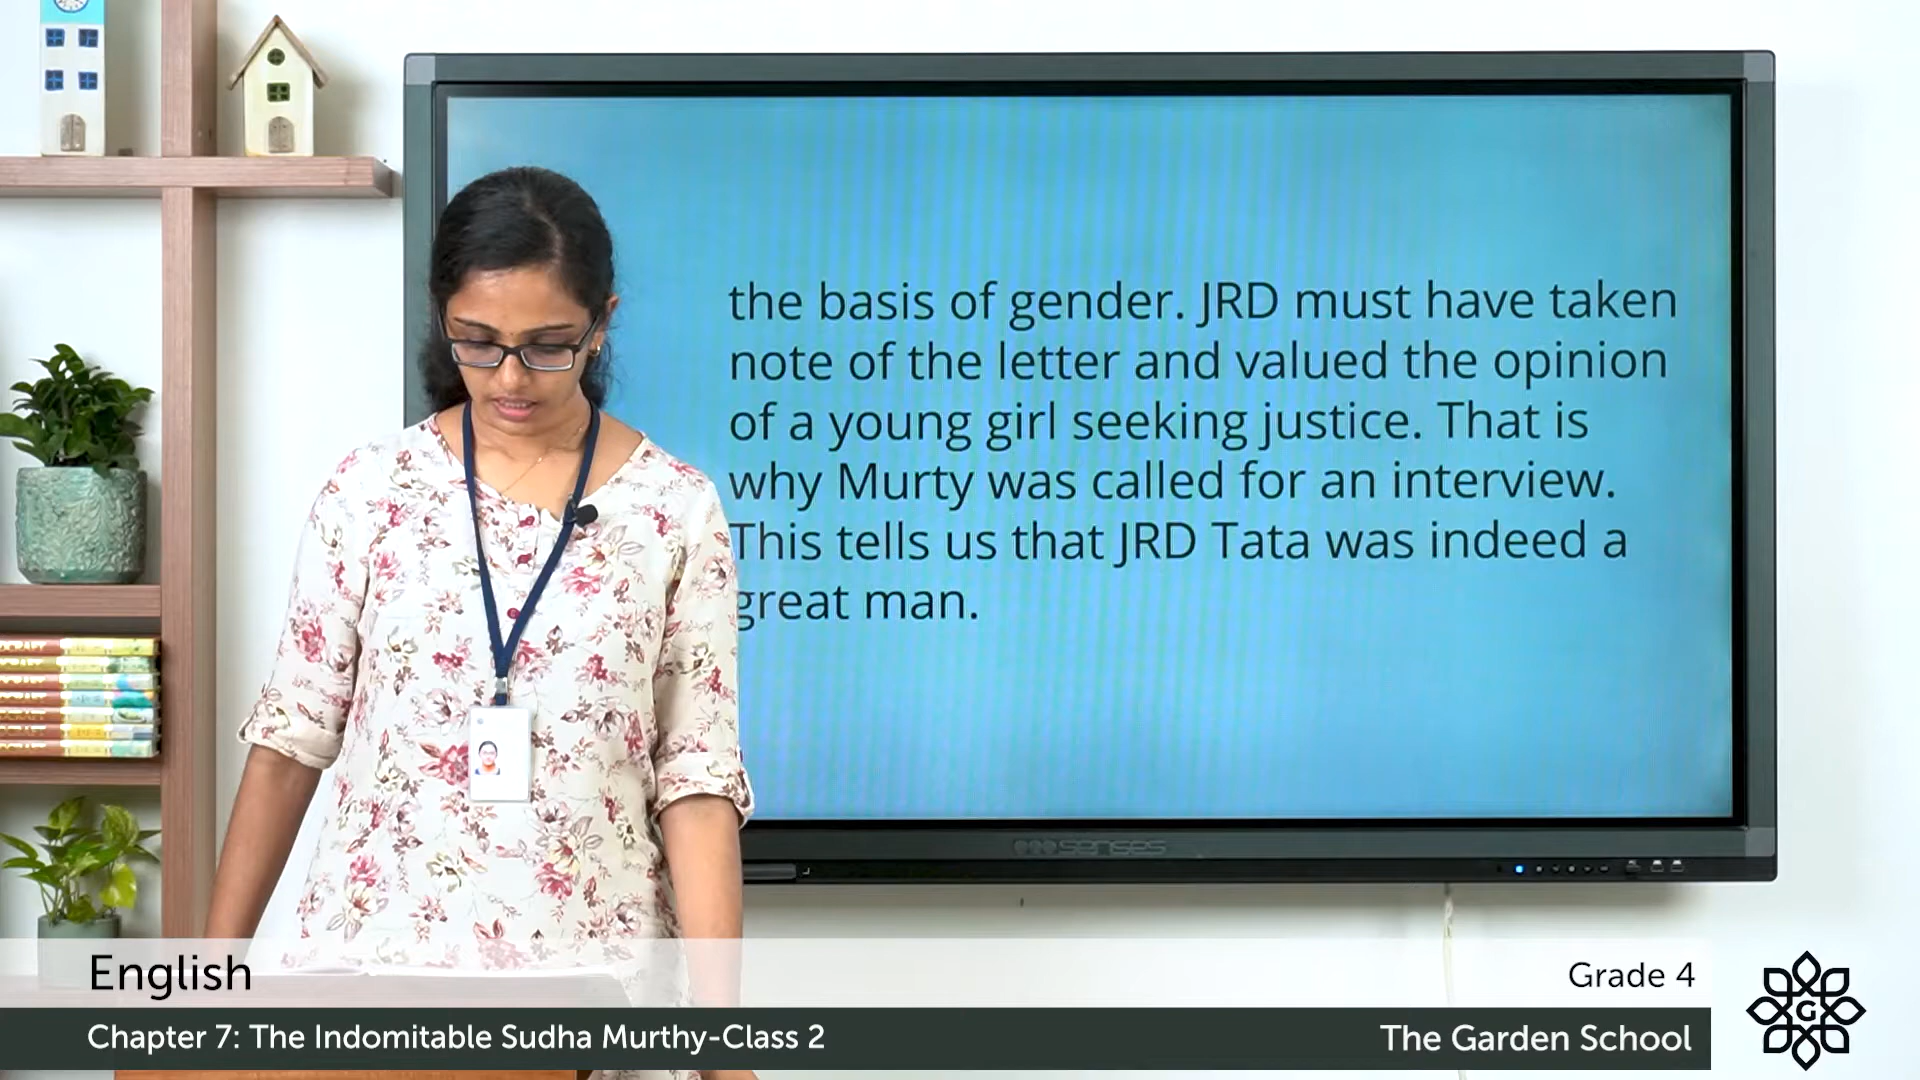 the basis of gender. JRD must have taken
note of the letter and valued the opinion
of a young girl seeking justice. That is
why Murty was called for an interview.
This tells us that JRD Tata was indeed a
great man.
senses
English
Grade 4
Chapter 7: The Indomitable Sudha Murthy-Class 2
The Garden School
G